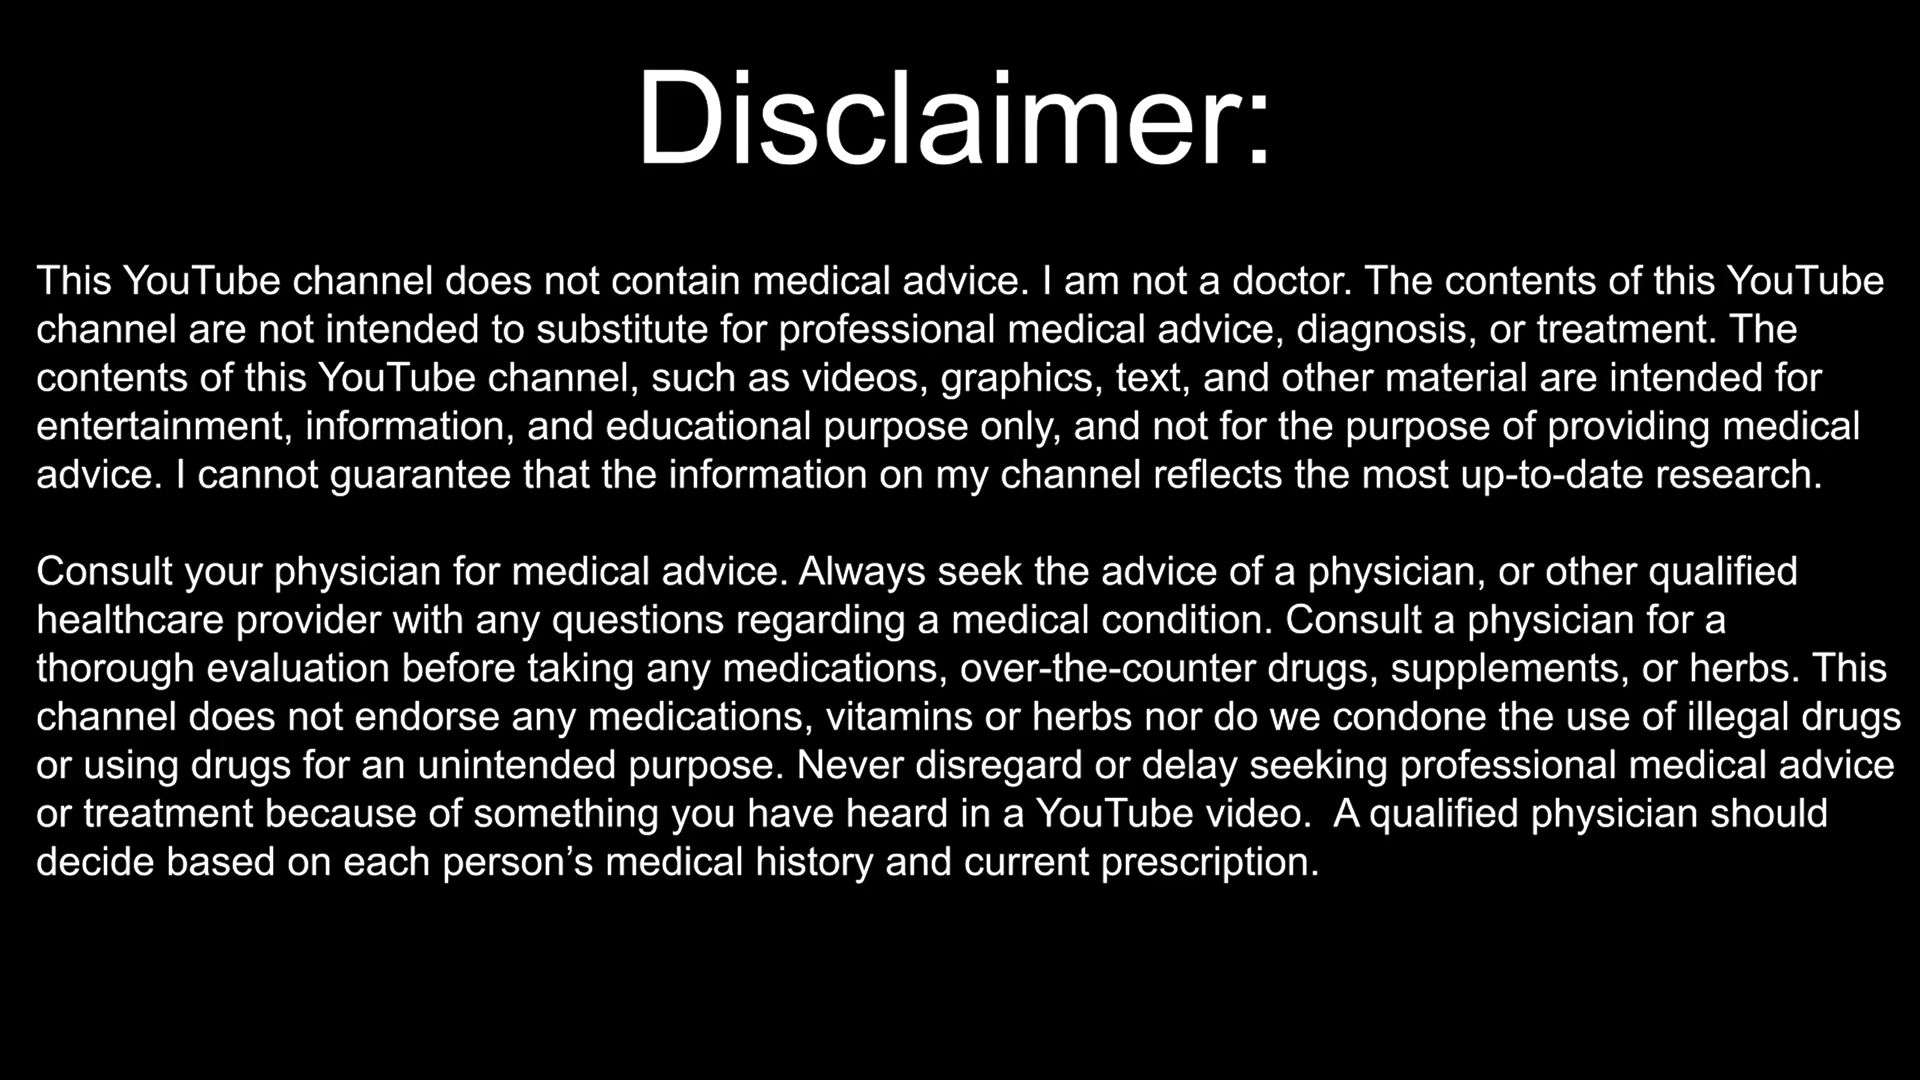 Disclaimer:
This YouTube channel does not contain medical advice. I am not a doctor. The contents of this YouTube
channel are not intended to substitute for professional medical advice, diagnosis, or treatment. The
contents of this YouTube channel, such as videos, graphics, text, and other material are intended for
entertainment, information, and educational purpose only, and not for the purpose of providing medical
advice. I cannot guarantee that the information on my channel reflects the most up-to-date research.
Consult your physician for medical advice. Always seek the advice of a physician, or other qualified
healthcare provider with any questions regarding a medical condition. Consult a physician for a
thorough evaluation before taking any medications, over-the-counter drugs, supplements, or herbs. This
channel does not endorse any medications, vitamins or herbs nor do we condone the use of illegal drugs
or using drugs for an unintended purpose. Never disregard or delay seeking professional medical advice
or treatment because of something you have heard in a YouTube video.  A qualified physician should
decide based on each person’s medical history and current prescription.